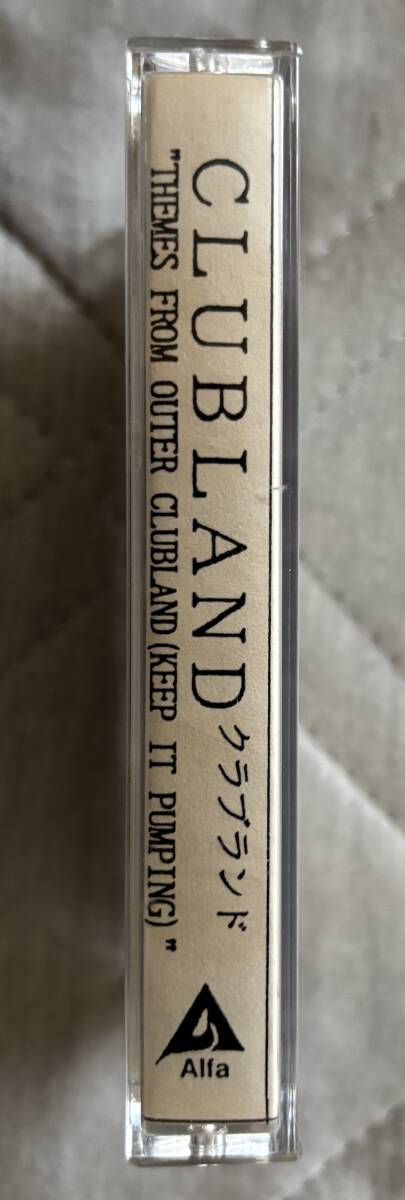 CLUBLAND クラブランド
"THEMES FROM OUTER CLUBLAND(KEEP IT PUMPING)"
Alfa